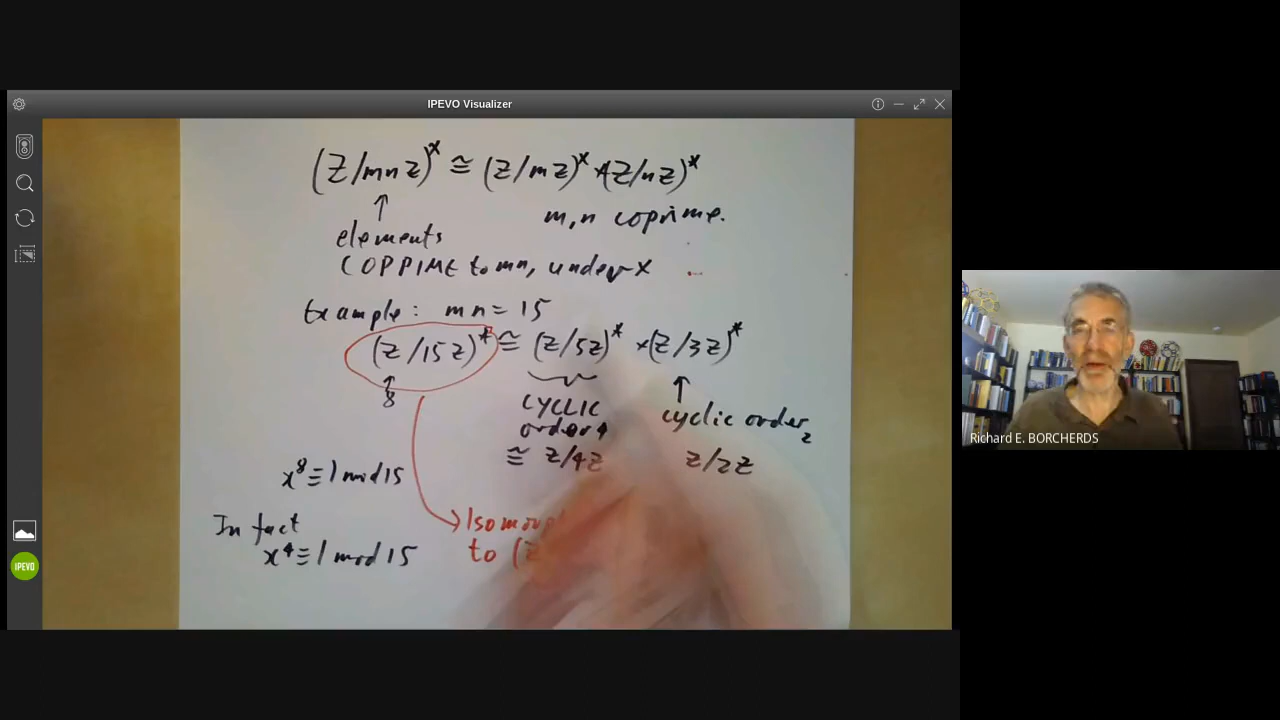 IPEVO Visualizer
(Z/mnZ)* ≅ (Z/mZ)* × (Z/nZ)*
↑
m,n coprime.
elements
COPPIME to mn, under X
Example: mn = 15
(Z/15Z)* ≅ (Z/5Z)* × (Z/3Z)*
↑ ↑
8
CYCLIC cyclic order 2
order 4
≅ Z/4Z Z/2Z
x⁸ ≡ 1 mod 15
In fact
x⁴ ≡ 1 mod 15
to (Z
Richard E. BORCHERDS
IPEVO